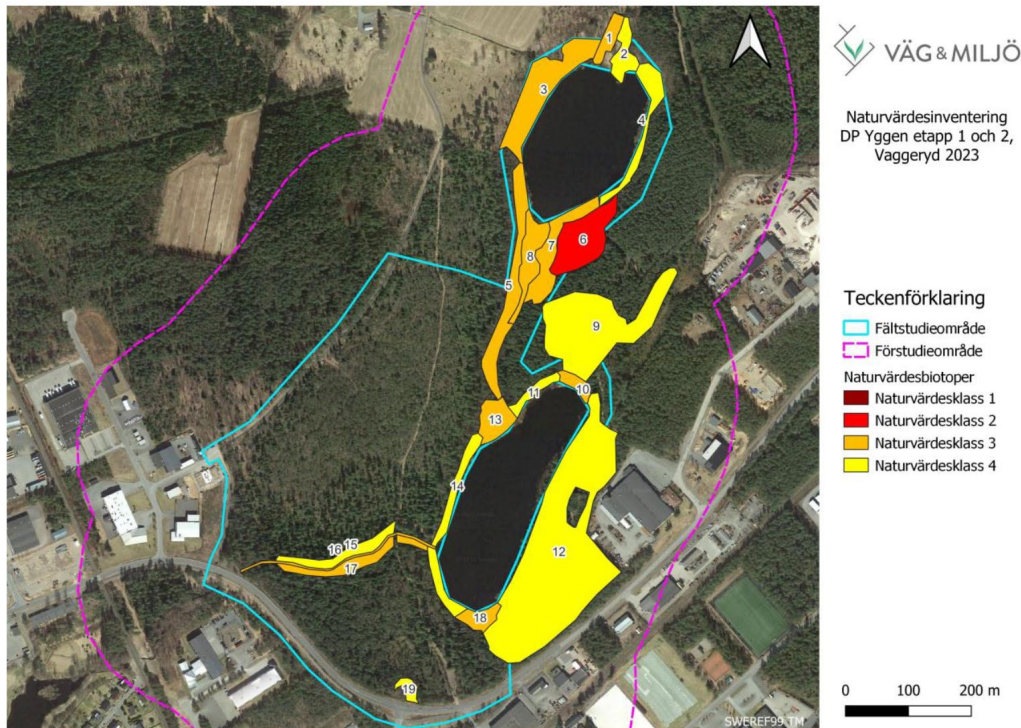 VÄG & MILJÖ
Naturvärdesinventering
DP Yggen etapp 1 och 2,
Vaggeryd 2023
Teckenförklaring
Fältstudieområde
Förstudieområde
Naturvärdesbiotoper
Naturvärdesklass 1
Naturvärdesklass 2
Naturvärdesklass 3
Naturvärdesklass 4
0 100 200 m
1
2
3
4
6
7
8
5
9
10
11
13
14
12
16 15
17
18
19
SWEREF99 TM